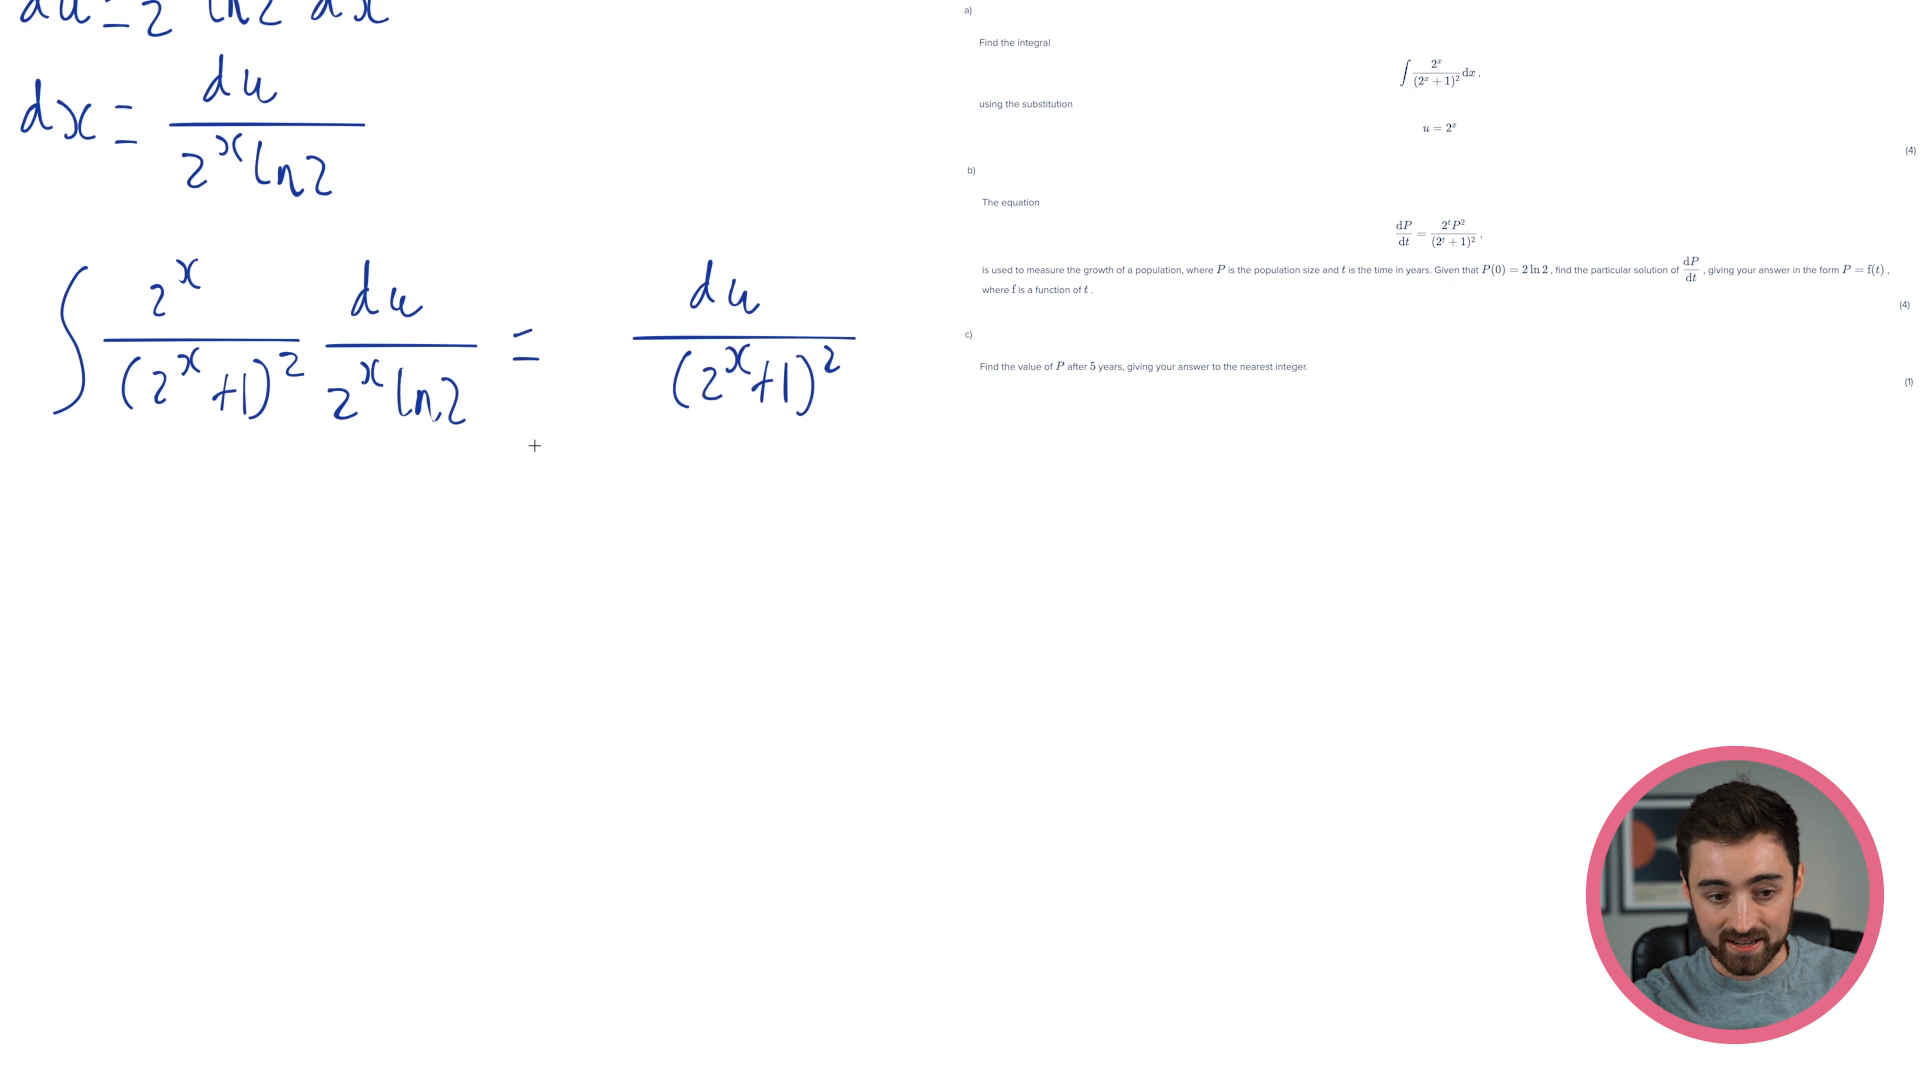 du = 2 ln2 dx
dx = du / 2^x ln2
∫ 2^x / (2^x + 1)^2 du / 2^x ln2 = du / (2^x + 1)^2
a)
Find the integral
∫ 2^x / (2^x + 1)^2 dx .
using the substitution
u = 2^x
(4)
b)
The equation
dP/dt = 2^t P^2 / (2^t + 1)^2 .
is used to measure the growth of a population, where P is the population size and t is the time in years. Given that P(0) = 2 ln 2 , find the particular solution of dP/dt , giving your answer in the form P = f(t) ,
where f is a function of t .
(4)
c)
Find the value of P after 5 years, giving your answer to the nearest integer.
(1)